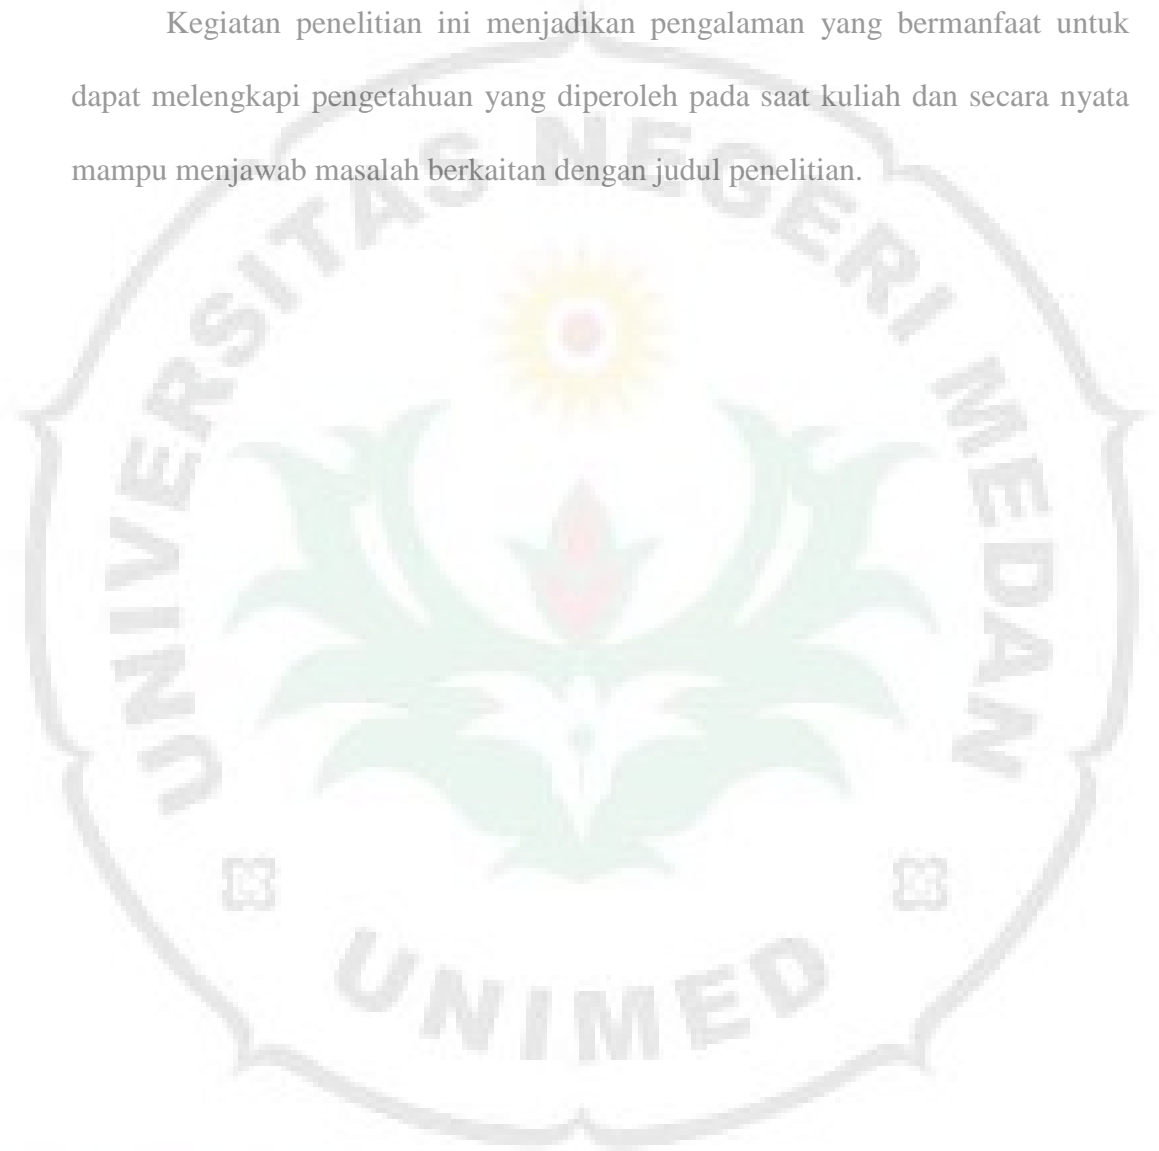 Kegiatan penelitian ini menjadikan pengalaman yang bermanfaat untuk
dapat melengkapi pengetahuan yang diperoleh pada saat kuliah dan secara nyata
mampu menjawab masalah berkaitan dengan judul penelitian.
UNIVERSITAS NEGERI MEDAN
UNIMED